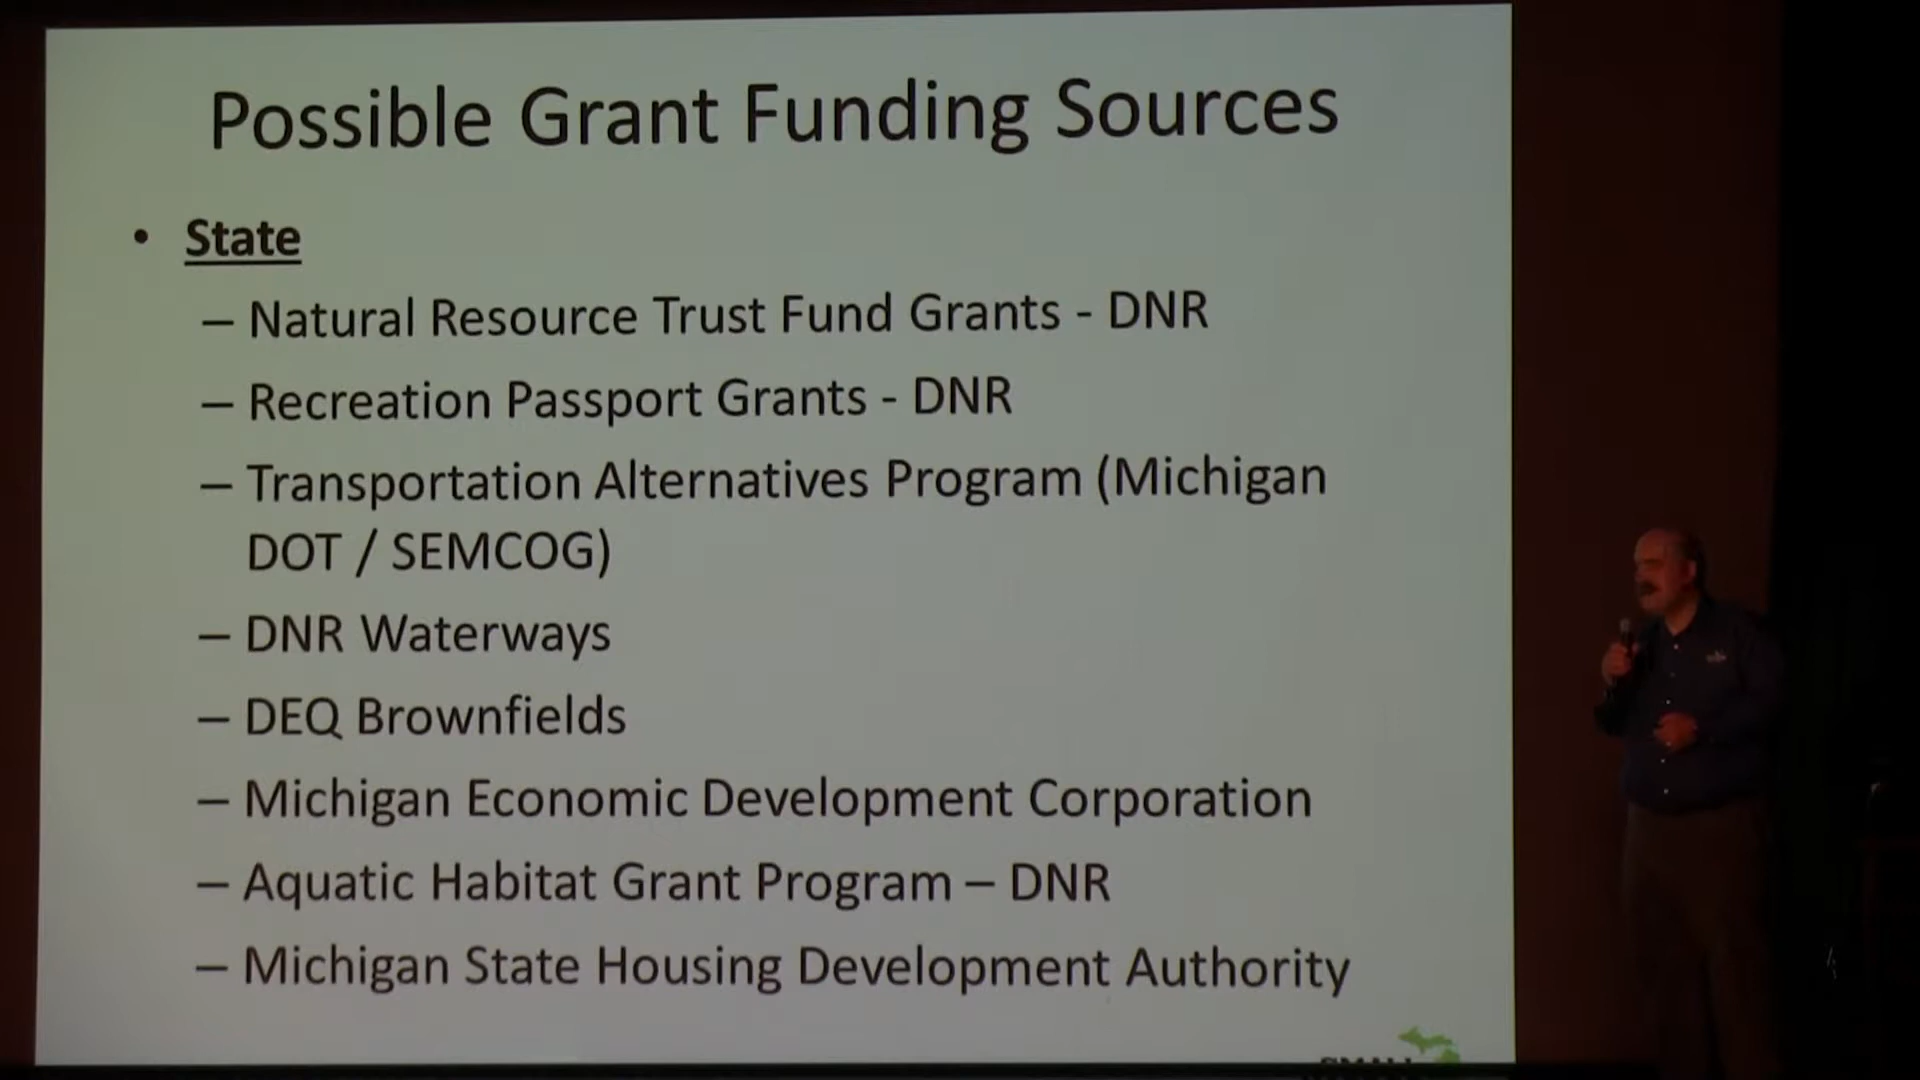 Possible Grant Funding Sources
• State
– Natural Resource Trust Fund Grants - DNR
– Recreation Passport Grants - DNR
– Transportation Alternatives Program (Michigan
DOT / SEMCOG)
– DNR Waterways
– DEQ Brownfields
– Michigan Economic Development Corporation
– Aquatic Habitat Grant Program – DNR
– Michigan State Housing Development Authority